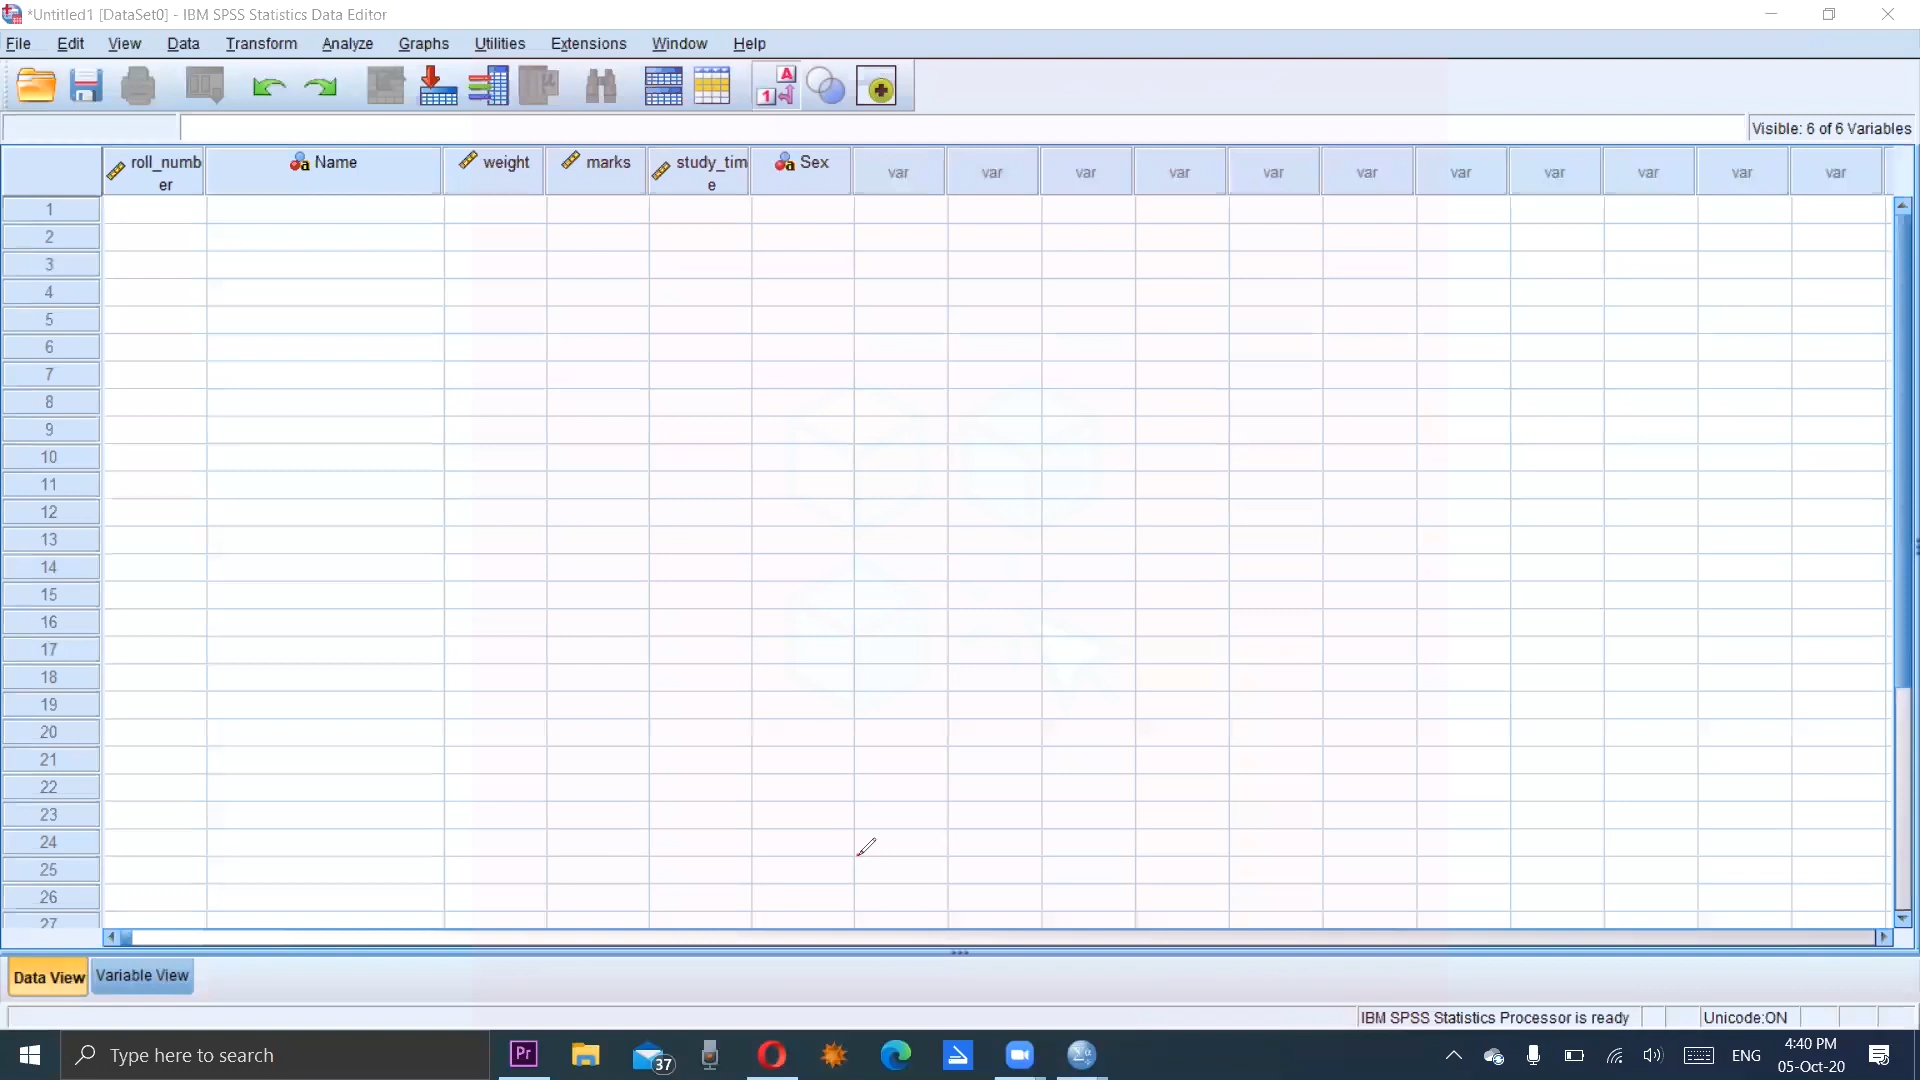 *Untitled1 [DataSet0] - IBM SPSS Statistics Data Editor
File Edit View Data Transform Analyze Graphs Utilities Extensions Window Help
A
1
Visible: 6 of 6 Variables
roll_numb
er
Name
weight
marks
study_tim
e
Sex
var var var var var var var var var var var
1
2
3
4
5
6
7
8
9
10
11
12
13
14
15
16
17
18
19
20
21
22
23
24
25
26
27
Data View Variable View
IBM SPSS Statistics Processor is ready Unicode:ON
Type here to search
Pr
37
Σα
ENG
4:40 PM
05-Oct-20